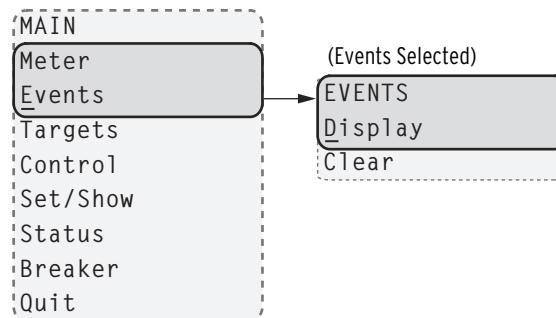 MAIN
Meter
Events
Targets
Control
Set/Show
Status
Breaker
Quit
(Events Selected)
EVENTS
Display
Clear